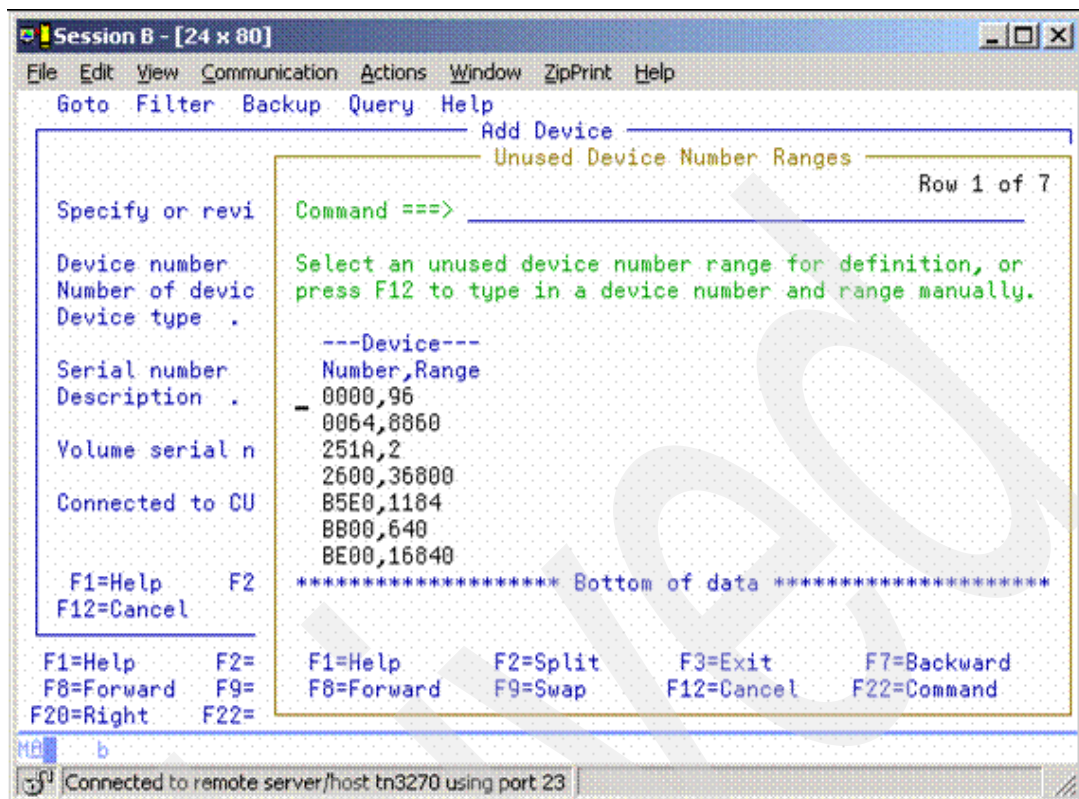 Session B - [24 x 80]
File Edit View Communication Actions Window ZipPrint Help
Goto Filter Backup Query Help
Add Device
Unused Device Number Ranges
Row 1 of 7
Specify or revi
Command ===> 
Device number
Number of devic
Device type .
Select an unused device number range for definition, or
press F12 to type in a device number and range manually.
---Device---
Number,Range
Serial number
Description .
_ 0000,96
0064,8860
Volume serial n
251A,2
2600,36800
Connected to CU
B5E0,1184
BB00,640
BE00,16840
F1=Help F2
F12=Cancel
******************** Bottom of data *********************
F1=Help F2=
F8=Forward F9=
F20=Right F22=
F1=Help F2=Split F3=Exit F7=Backward
F8=Forward F9=Swap F12=Cancel F22=Command
b
Connected to remote server/host tn3270 using port 23